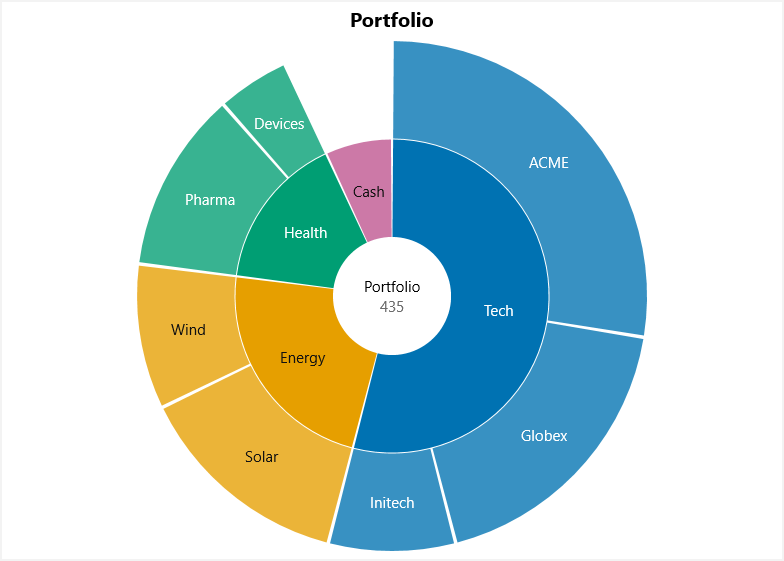 Portfolio
Devices
ACME
Pharma
Cash
Health
Portfolio
435
Tech
Wind
Energy
Globex
Solar
Initech